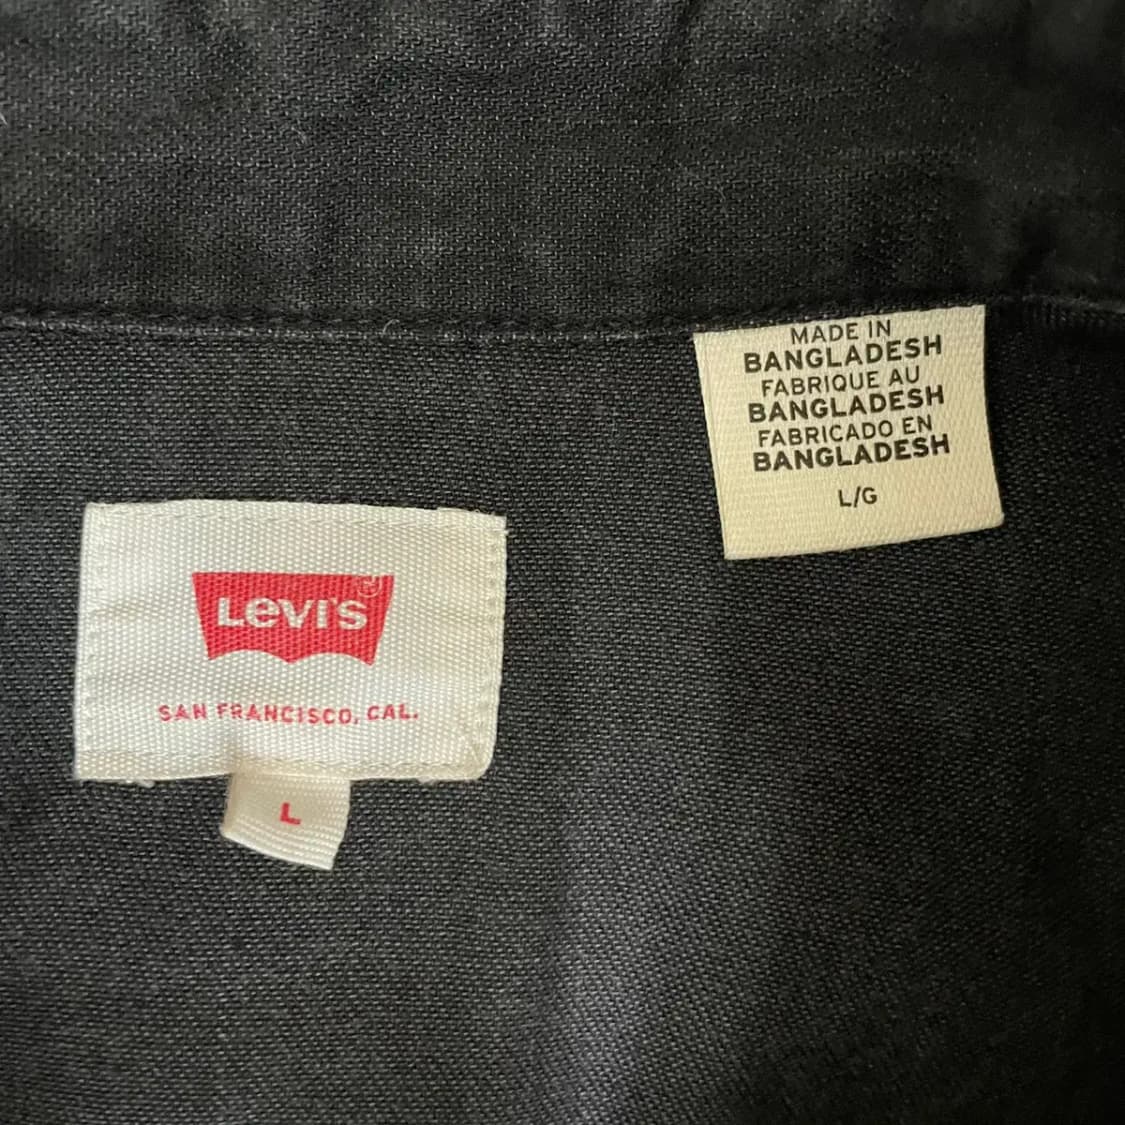 MADE IN
BANGLADESH
FABRIQUE AU
BANGLADESH
FABRICADO EN
BANGLADESH
L/G
LEVI'S
SAN FRANCISCO, CAL.
L